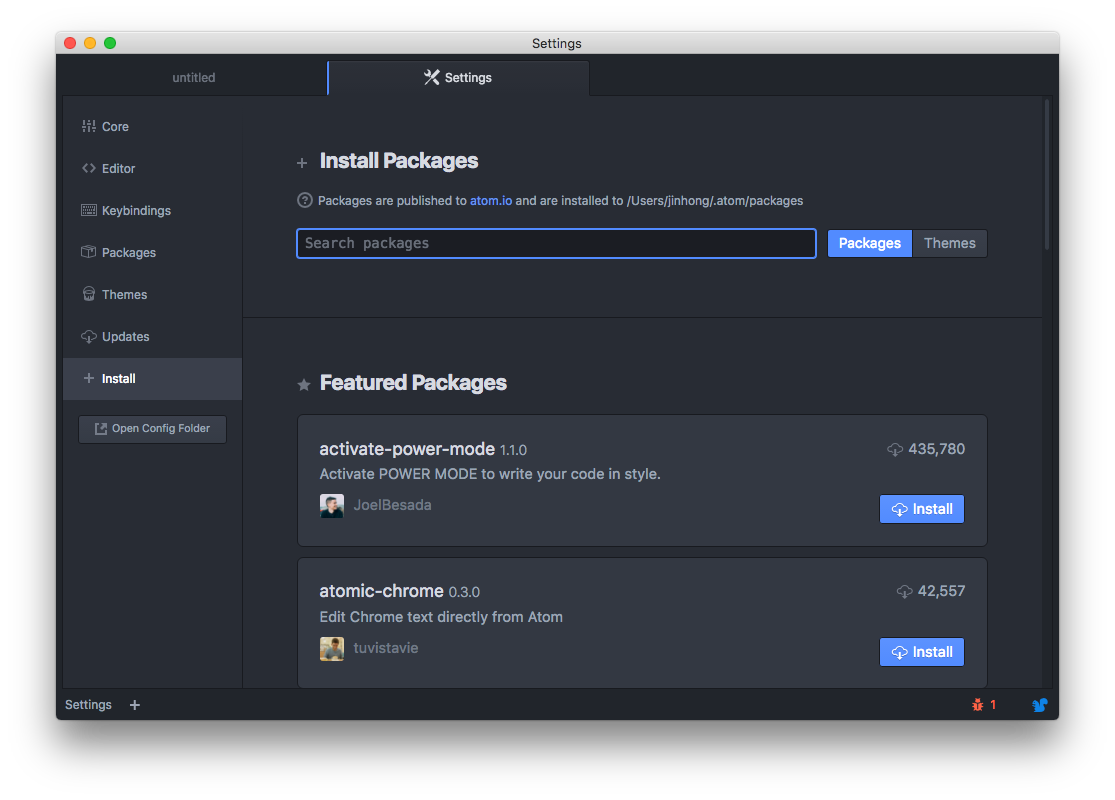 Settings
untitled
Settings
Core
Editor
Keybindings
Packages
Themes
Updates
Install
Open Config Folder
Install Packages
Packages are published to atom.io and are installed to /Users/jinhong/.atom/packages
Search packages
Packages Themes
Featured Packages
activate-power-mode 1.1.0
435,780
Activate POWER MODE to write your code in style.
JoelBesada
Install
atomic-chrome 0.3.0
42,557
Edit Chrome text directly from Atom
tuvistavie
Install
Settings
1